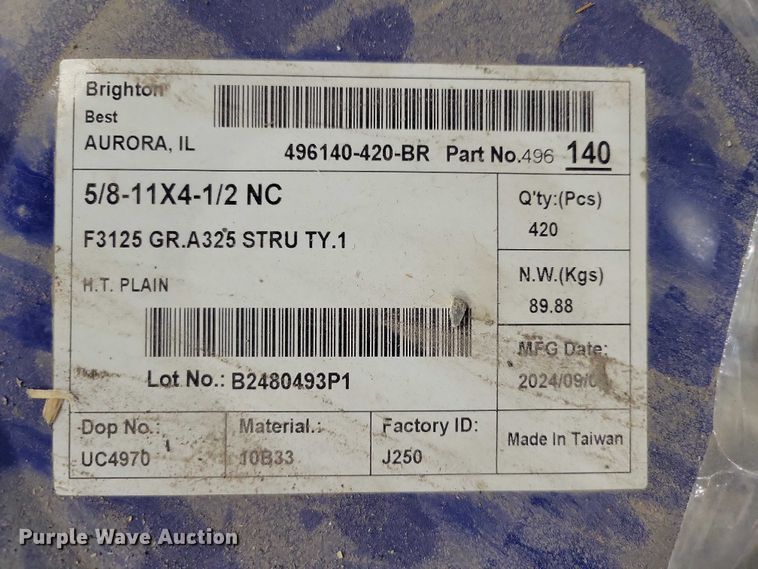 Brighton
Best
AURORA, IL
496140-420-BR Part No.496 140
5/8-11X4-1/2 NC
F3125 GR.A325 STRU TY.1
H.T. PLAIN
Lot No.: B2480493P1
Q'ty:(Pcs)
420
N.W.(Kgs)
89.88
MFG Date:
2024/09/
Dop No.:
UC4970
Material.:
10B33
Factory ID:
J250
Made In Taiwan
Purple Wave Auction